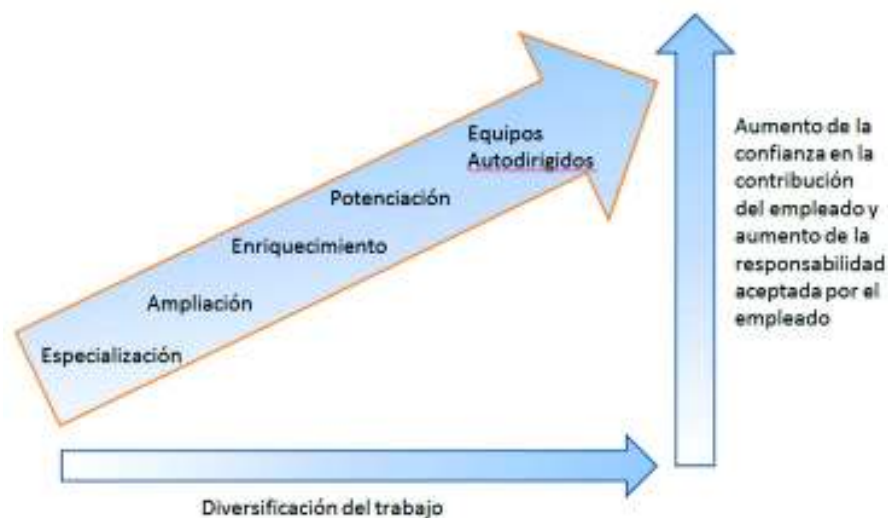 Equipos
Autodirigidos
Potenciación
Enriquecimiento
Ampliación
Especialización
Aumento de la
confianza en la
contribución
del empleado y
aumento de la
responsabilidad
aceptada por el
empleado
Diversificación del trabajo